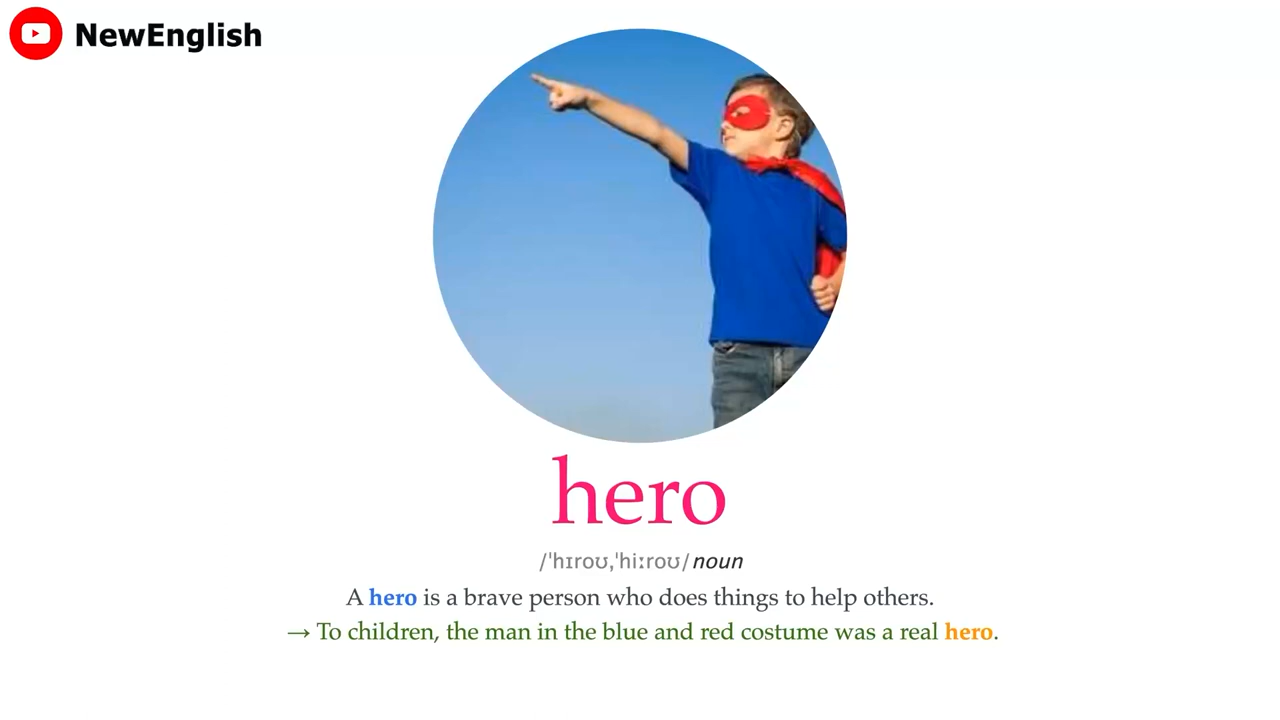 NewEnglish
hero
/ˈhɪroʊ,ˈhiːroʊ/ noun
A hero is a brave person who does things to help others.
→ To children, the man in the blue and red costume was a real hero.